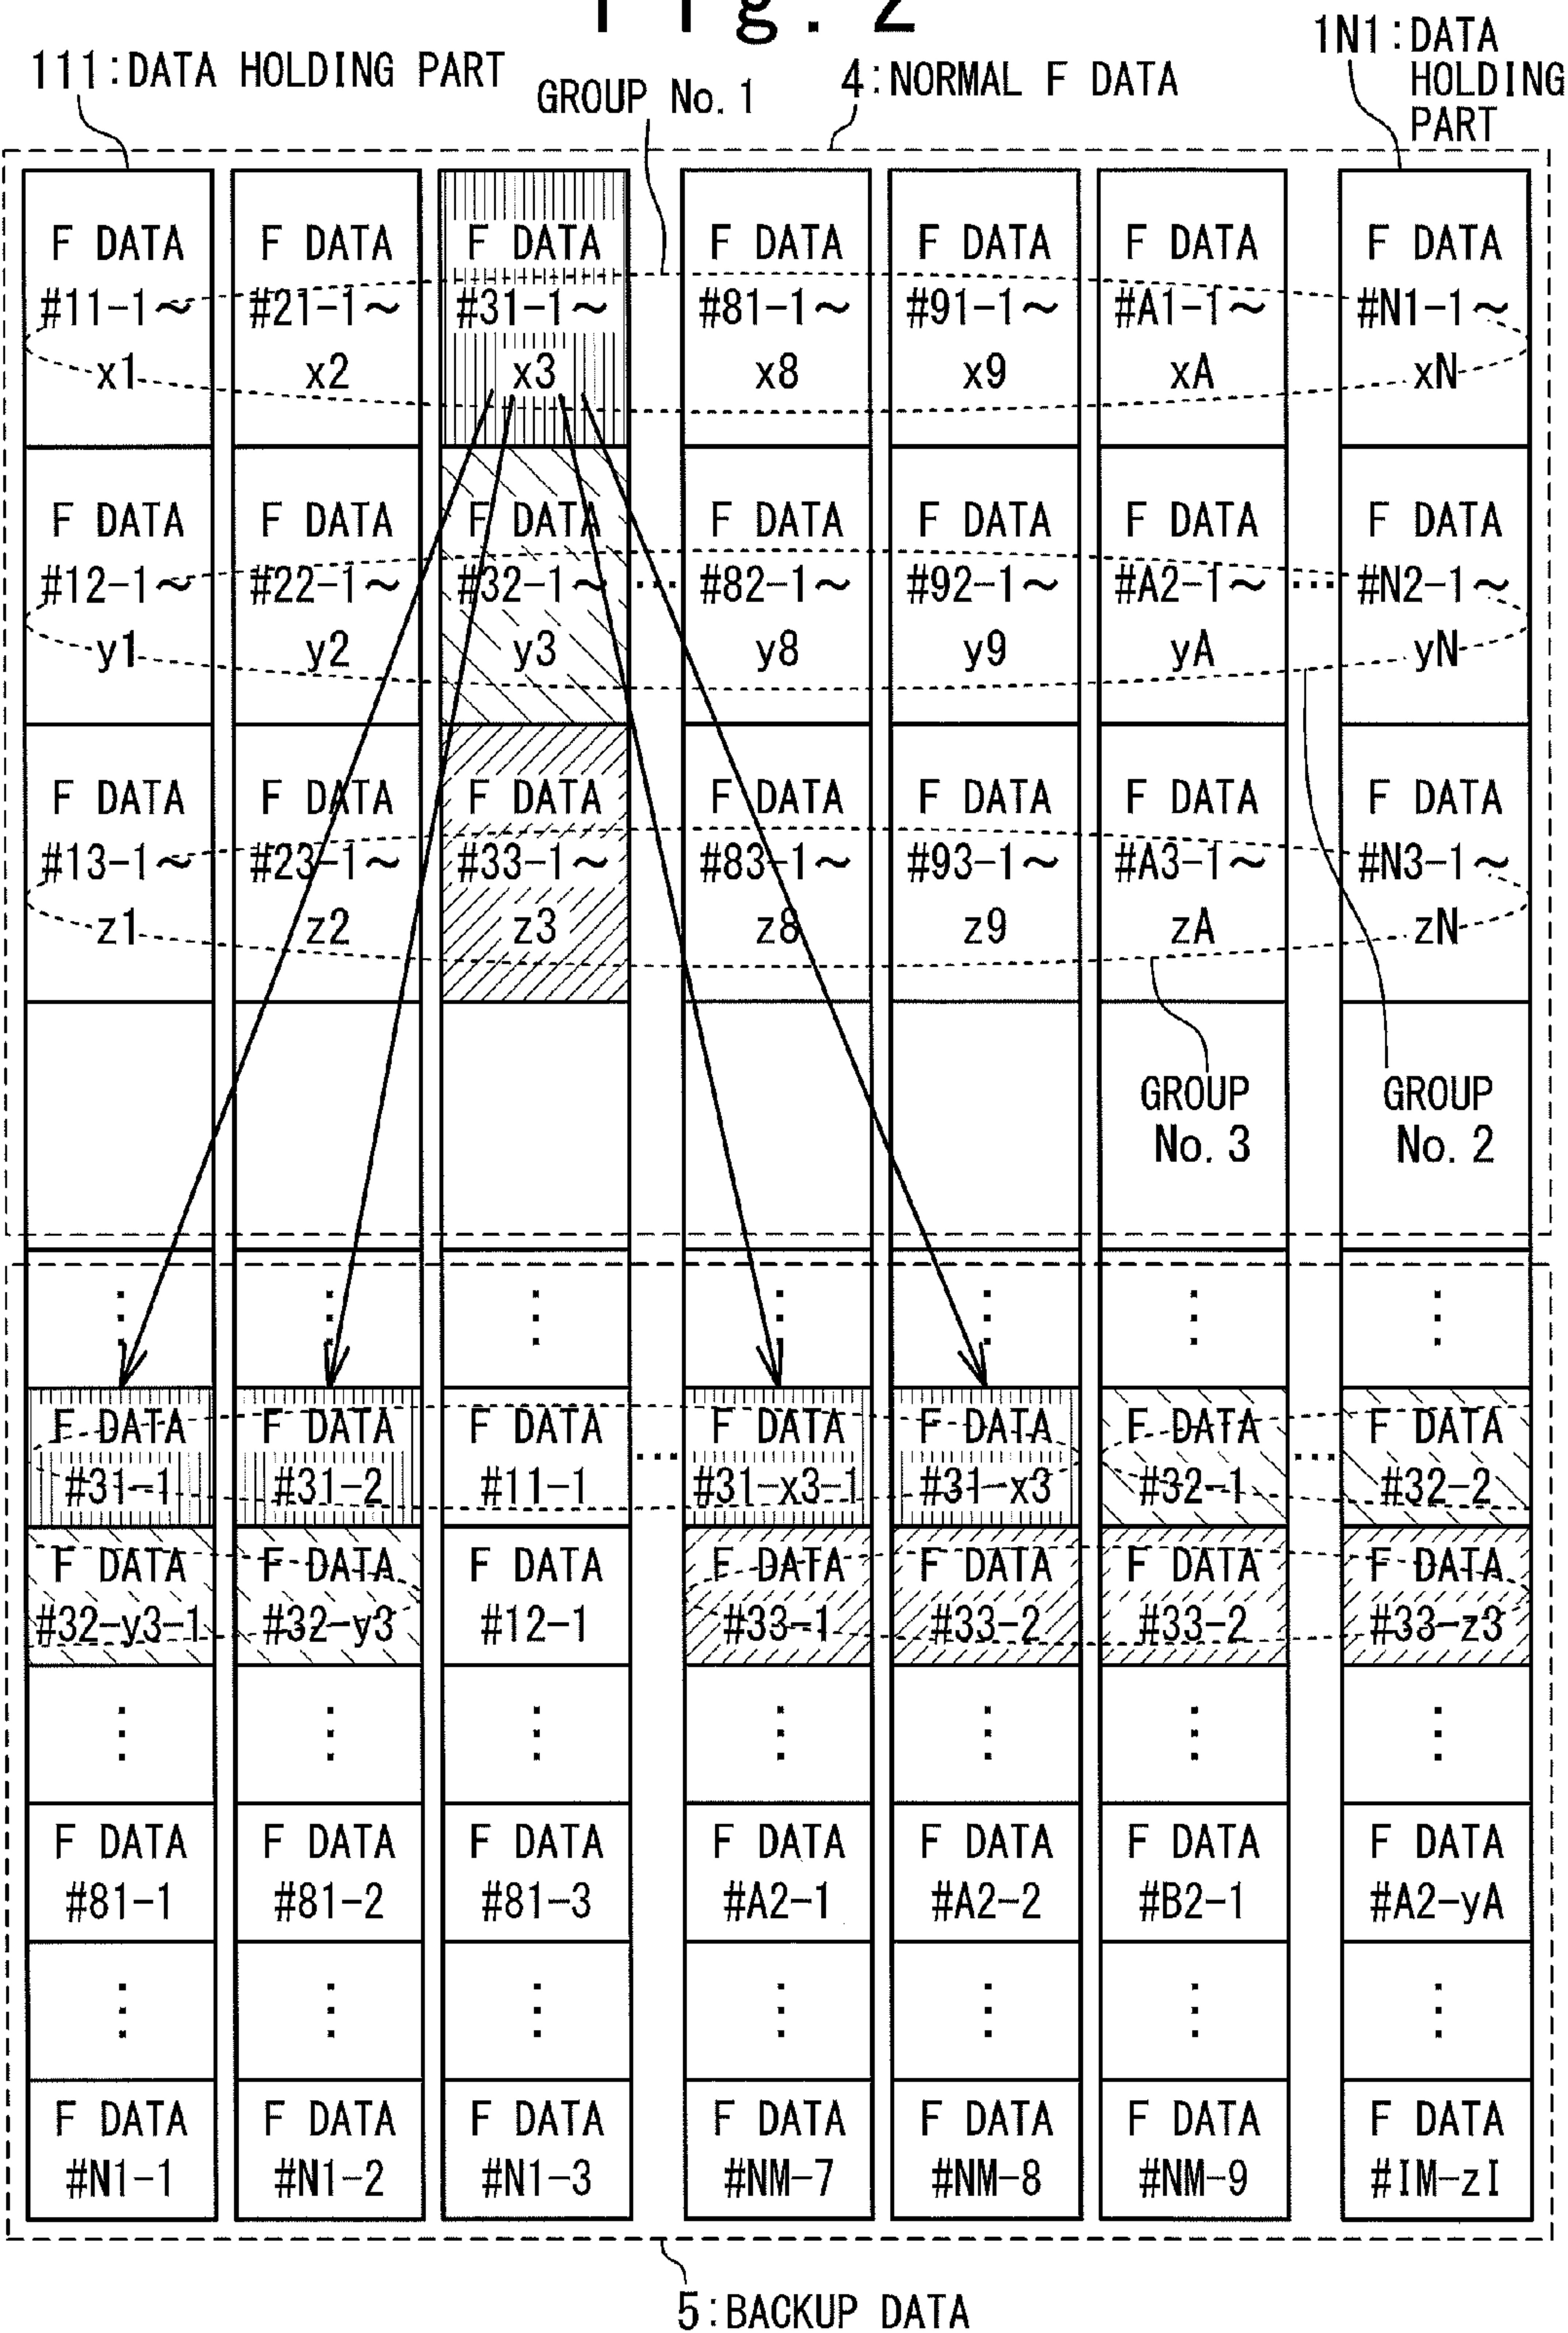 Fig. 2
111:DATA HOLDING PART
GROUP No. 1
4:NORMAL F DATA
1N1:DATA
HOLDING
PART
F DATA F DATA F DATA F DATA F DATA F DATA F DATA
#11-1~ #21-1~ #31-1~ #81-1~ #91-1~ #A1-1~ #N1-1~
x1 x2 x3 x8 x9 xA xN
F DATA F DATA F DATA F DATA F DATA F DATA F DATA
#12-1~ #22-1~ #32-1~ ... #82-1~ #92-1~ #A2-1~ ... #N2-1~
y1 y2 y3 y8 y9 yA yN
F DATA F DATA F DATA F DATA F DATA F DATA F DATA
#13-1~ #23-1~ #33-1~ #83-1~ #93-1~ #A3-1~ #N3-1~
z1 z2 z3 z8 z9 zA zN
GROUP GROUP
No. 3 No. 2
F DATA F DATA F DATA ... F DATA F DATA F DATA ... F DATA
#31-1 #31-2 #11-1 #31-x3-1 #31-x3 #32-1 #32-2
F DATA F DATA F DATA F DATA F DATA F DATA F DATA
#32-y3-1 #32-y3 #12-1 #33-1 #33-2 #33-2 #33-z3
F DATA F DATA F DATA F DATA F DATA F DATA F DATA
#81-1 #81-2 #81-3 #A2-1 #A2-2 #B2-1 #A2-yA
F DATA F DATA F DATA F DATA F DATA F DATA F DATA
#N1-1 #N1-2 #N1-3 #NM-7 #NM-8 #NM-9 #IM-zI
5:BACKUP DATA